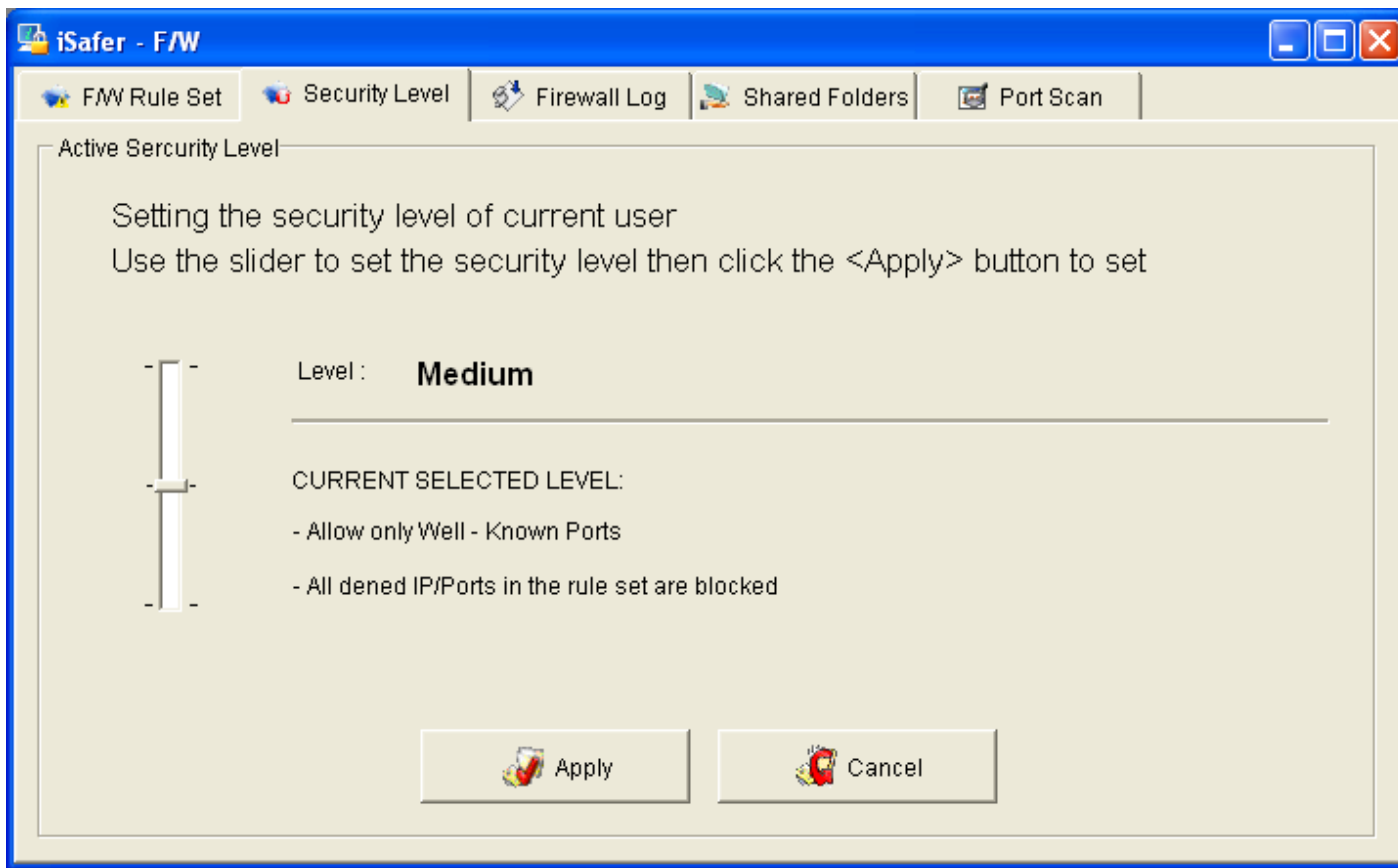 iSafer - F/W
F/W Rule Set Security Level Firewall Log Shared Folders Port Scan
Active Sercurity Level
Setting the security level of current user
Use the slider to set the security level then click the <Apply> button to set
Level : Medium
CURRENT SELECTED LEVEL:
- Allow only Well - Known Ports
- All dened IP/Ports in the rule set are blocked
Apply Cancel